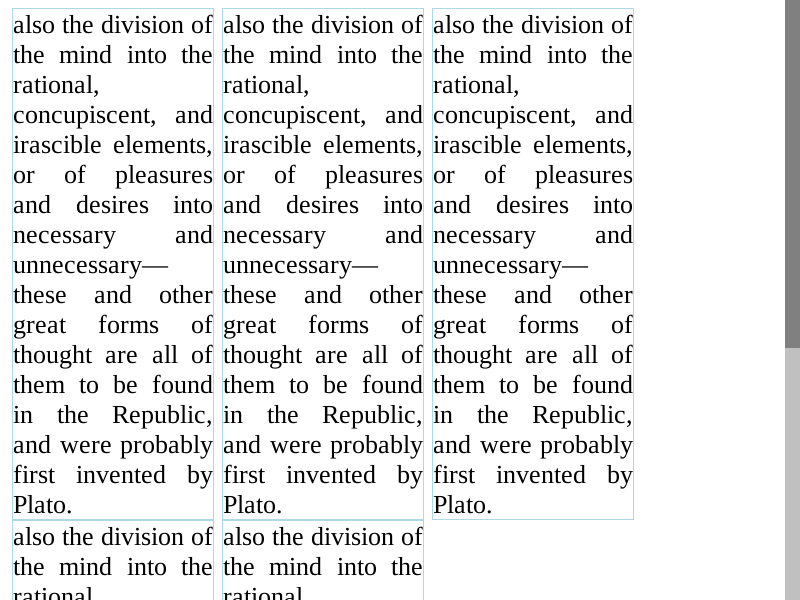 also the division of
the mind into the
rational,
concupiscent, and
irascible elements,
or of pleasures
and desires into
necessary and
unnecessary—
these and other
great forms of
thought are all of
them to be found
in the Republic,
and were probably
first invented by
Plato.
also the division of
the mind into the
rational,
concupiscent, and
irascible elements,
or of pleasures
and desires into
necessary and
unnecessary—
these and other
great forms of
thought are all of
them to be found
in the Republic,
and were probably
first invented by
Plato.
also the division of
the mind into the
rational,
concupiscent, and
irascible elements,
or of pleasures
and desires into
necessary and
unnecessary—
these and other
great forms of
thought are all of
them to be found
in the Republic,
and were probably
first invented by
Plato.
also the division of
the mind into the
rational,
also the division of
the mind into the
rational,